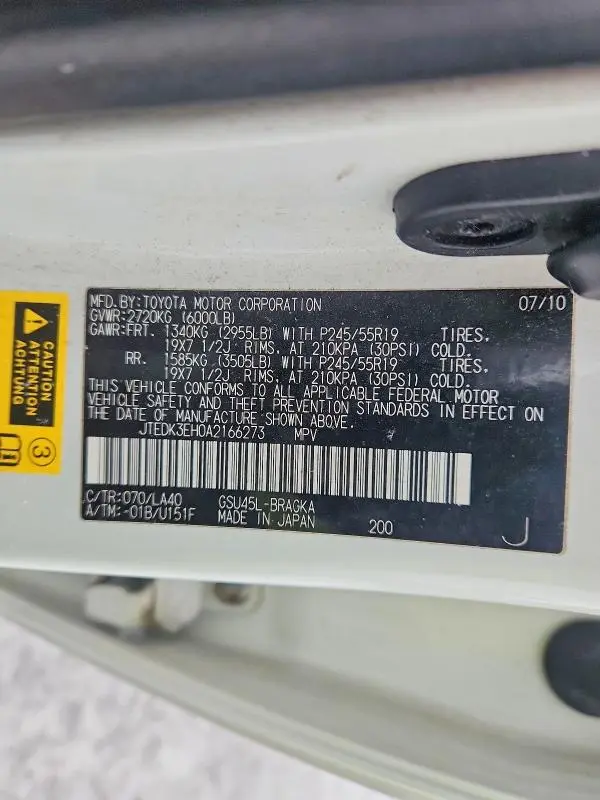 MFD.BY:TOYOTA MOTOR CORPORATION 07/10
GVWR:2720KG (6000LB)
GAWR:FRT. 1340KG (2955LB) WITH P245/55R19 TIRES.
19X7 1/2J RIMS. AT 210KPA (30PSI) COLD.
RR. 1585KG (3505LB) WITH P245/55R19 TIRES.
19X7 1/2J RIMS. AT 210KPA (30PSI) COLD.
THIS VEHICLE CONFORMS TO ALL APPLICABLE FEDERAL MOTOR
VEHICLE SAFETY AND THEFT PREVENTION STANDARDS IN EFFECT ON
THE DATE OF MANUFACTURE SHOWN ABOVE.
JTEDK3EH0A2166273 MPV
C/TR:070/LA40 GSU45L-BRAGKA
A/TM:-01B/U151F MADE IN JAPAN 200 J
CAUTION
ATTENTION
ACHTUNG
3